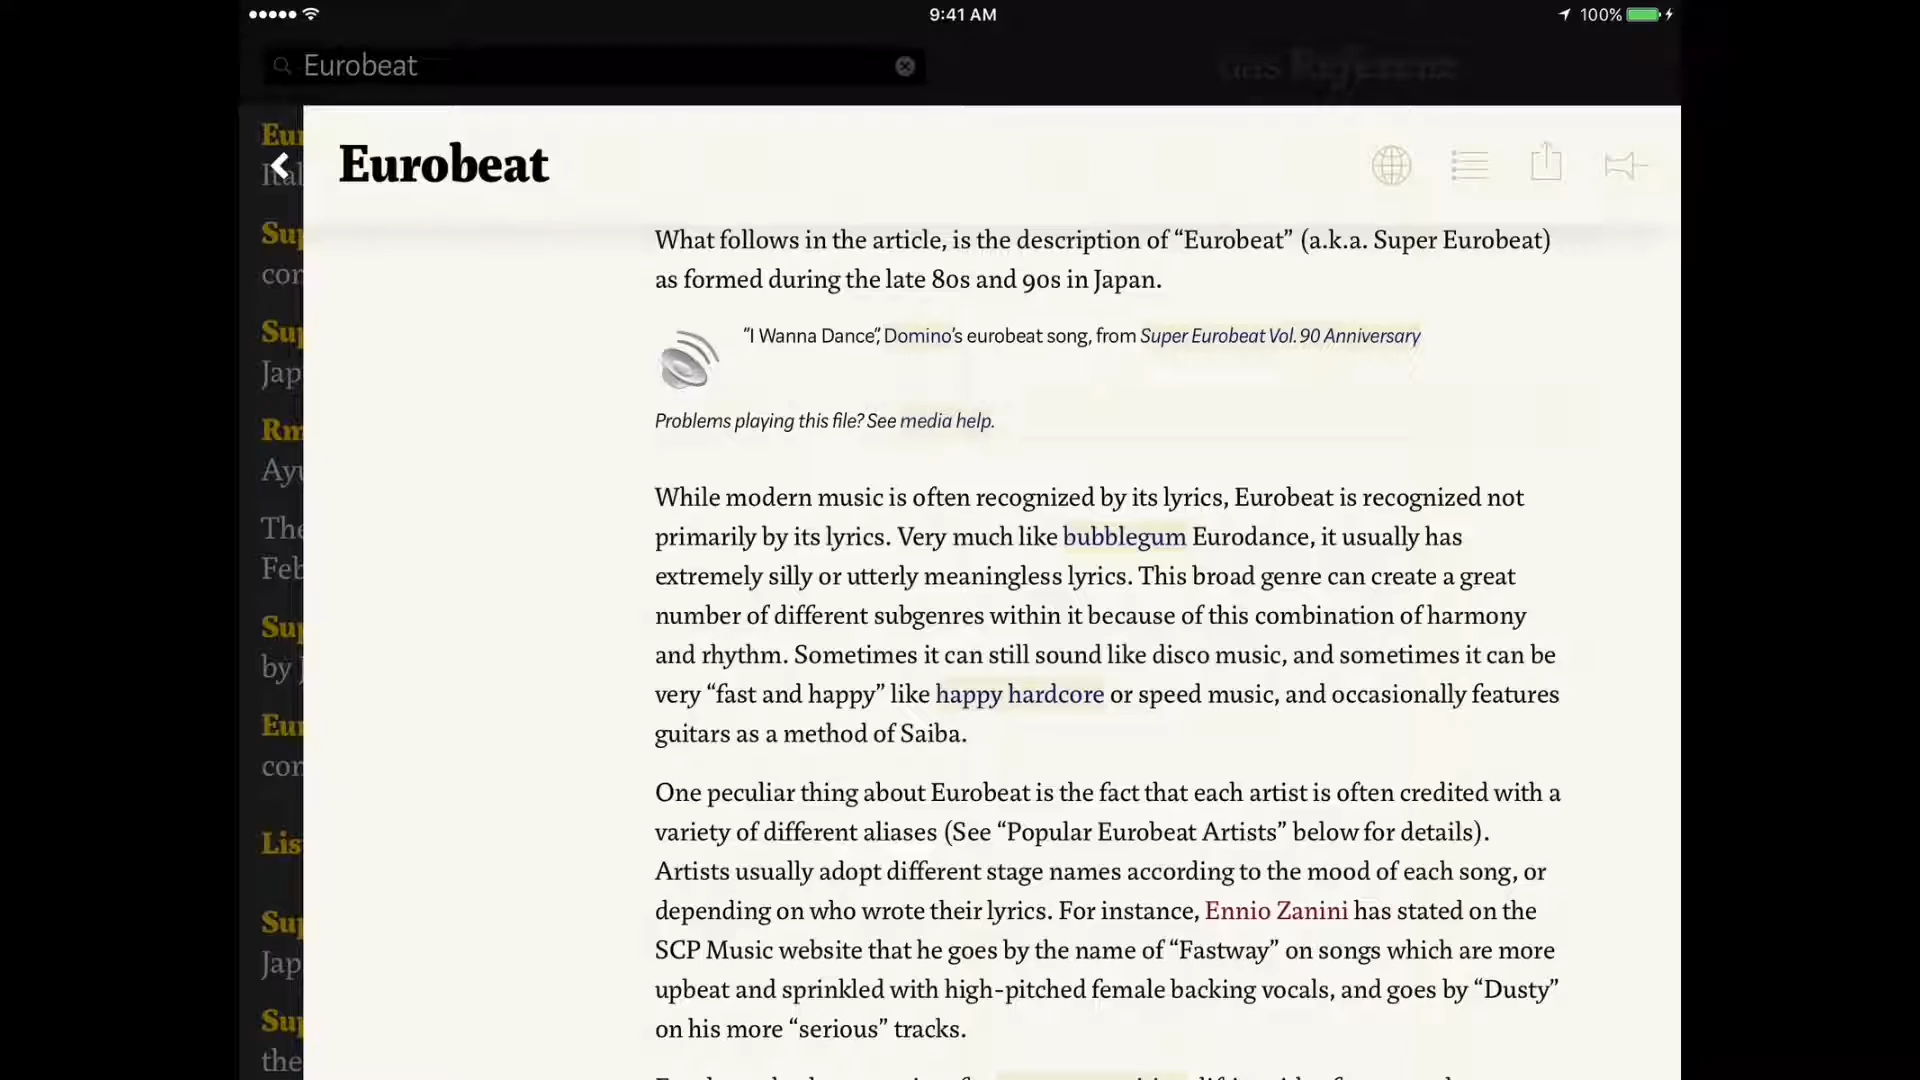 9:41 AM
100%
Eurobeat
Eurobeat
What follows in the article, is the description of “Eurobeat” (a.k.a. Super Eurobeat)
as formed during the late 80s and 90s in Japan.
“I Wanna Dance”, Domino’s eurobeat song, from Super Eurobeat Vol. 90 Anniversary
Problems playing this file? See media help.
While modern music is often recognized by its lyrics, Eurobeat is recognized not
primarily by its lyrics. Very much like bubblegum Eurodance, it usually has
extremely silly or utterly meaningless lyrics. This broad genre can create a great
number of different subgenres within it because of this combination of harmony
and rhythm. Sometimes it can still sound like disco music, and sometimes it can be
very “fast and happy” like happy hardcore or speed music, and occasionally features
guitars as a method of Saiba.
One peculiar thing about Eurobeat is the fact that each artist is often credited with a
variety of different aliases (See “Popular Eurobeat Artists” below for details).
Artists usually adopt different stage names according to the mood of each song, or
depending on who wrote their lyrics. For instance, Ennio Zanini has stated on the
SCP Music website that he goes by the name of “Fastway” on songs which are more
upbeat and sprinkled with high-pitched female backing vocals, and goes by “Dusty”
on his more “serious” tracks.